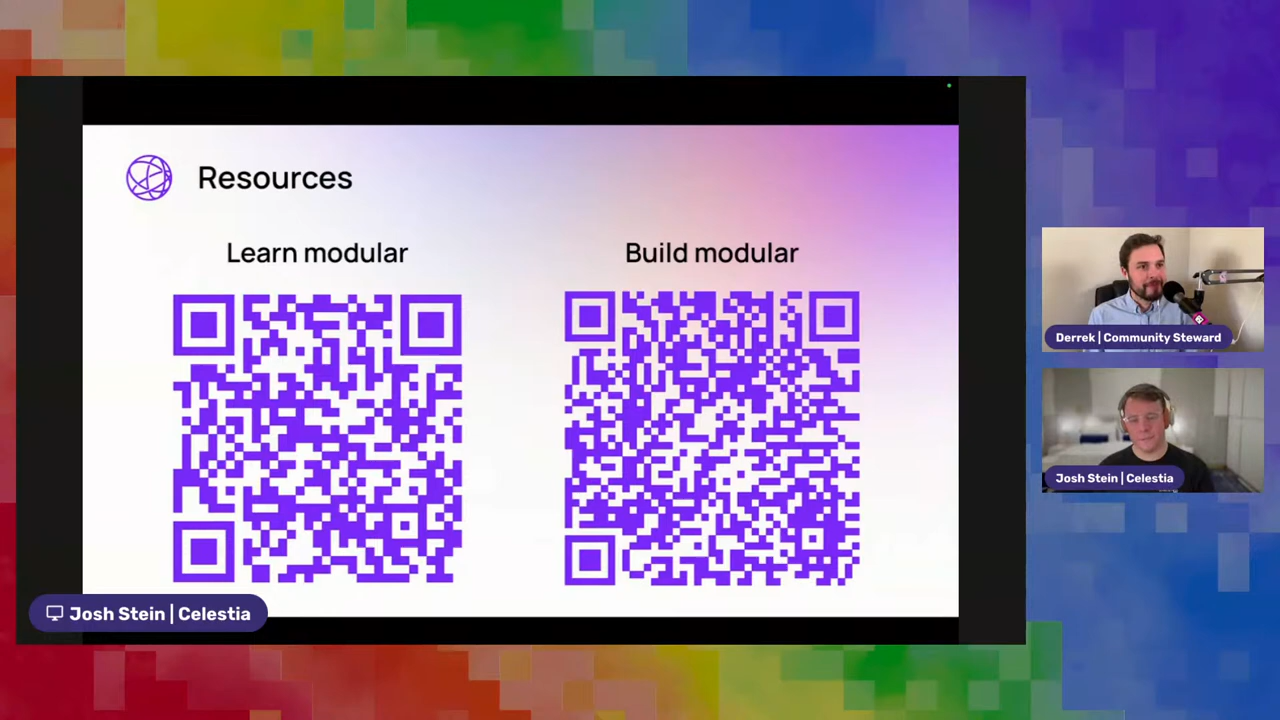 Resources
Learn modular
Build modular
Derrek | Community Steward
Josh Stein | Celestia
Josh Stein | Celestia